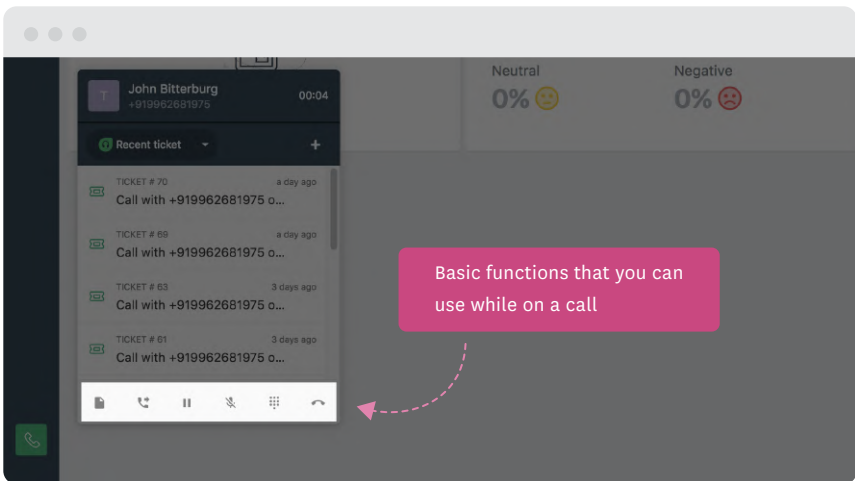 Neutral
Negative
0%
0%
T
John Bitterburg
+919962681975
00:04
Recent ticket
+
TICKET # 70
a day ago
Call with +919962681975 o...
TICKET # 69
a day ago
Call with +919962681975 o...
TICKET # 63
3 days ago
Call with +919962681975 o...
TICKET # 61
3 days ago
Call with +919962681975 o...
Basic functions that you can
use while on a call